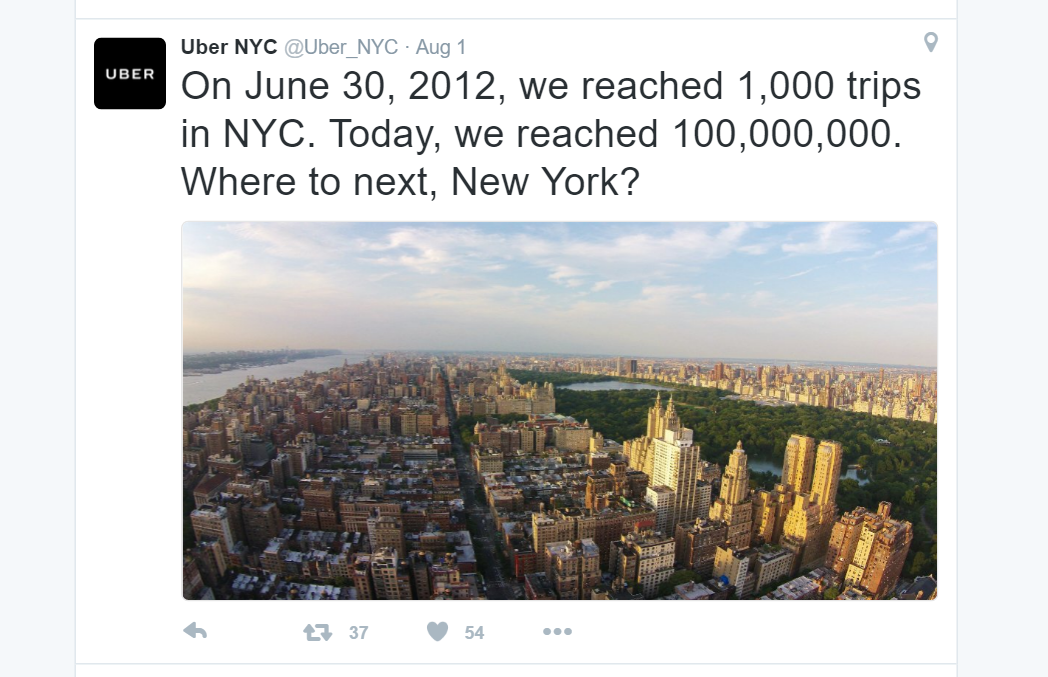 UBER
Uber NYC @Uber_NYC · Aug 1
On June 30, 2012, we reached 1,000 trips
in NYC. Today, we reached 100,000,000.
Where to next, New York?
37 54